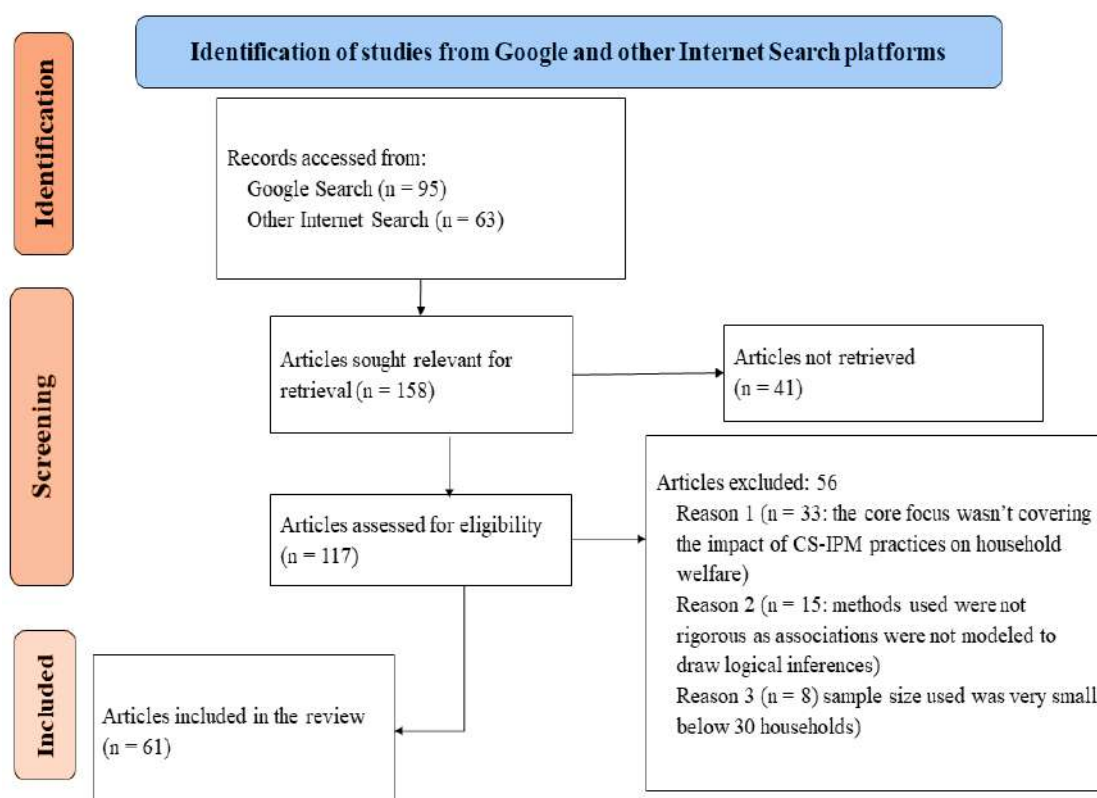 Identification of studies from Google and other Internet Search platforms
Identification
Records accessed from:
Google Search (n = 95)
Other Internet Search (n = 63)
Screening
Articles sought relevant for
retrieval (n = 158)
Articles not retrieved
(n = 41)
Articles assessed for eligibility
(n = 117)
Articles excluded: 56
Reason 1 (n = 33: the core focus wasn’t covering
the impact of CS-IPM practices on household
welfare)
Reason 2 (n = 15: methods used were not
rigorous as associations were not modeled to
draw logical inferences)
Reason 3 (n = 8) sample size used was very small
below 30 households)
Included
Articles included in the review
(n = 61)